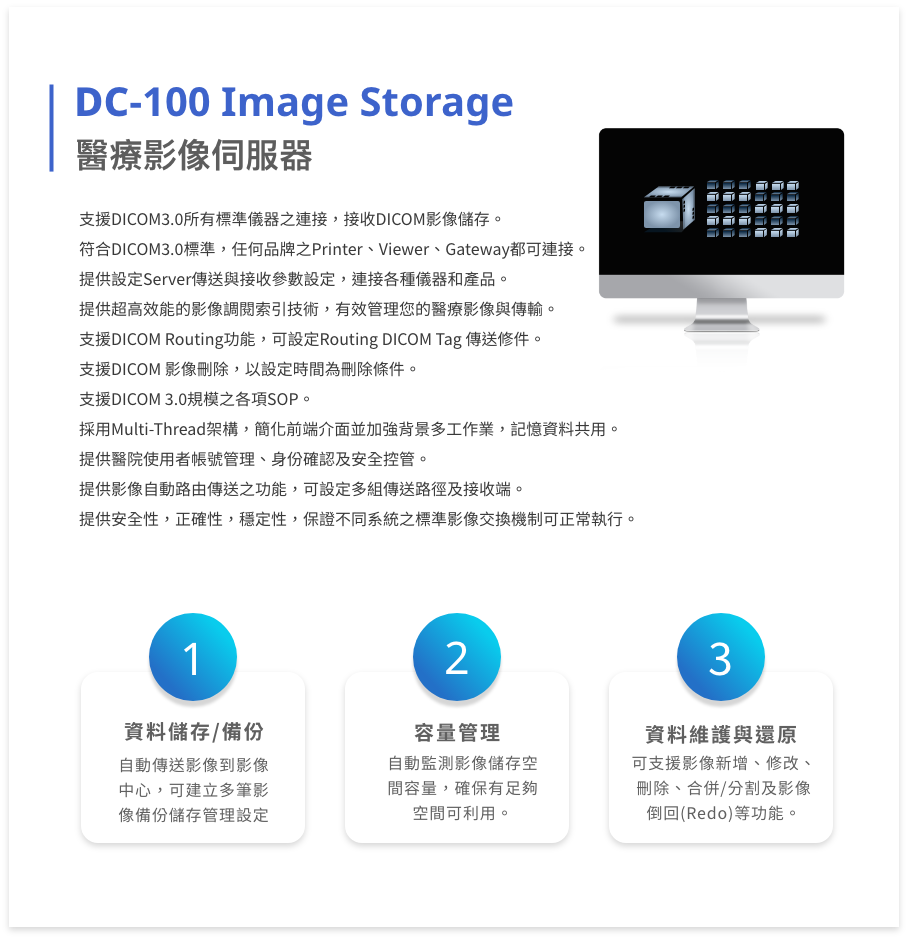 DC-100 Image Storage
醫療影像伺服器
支援DICOM3.0所有標準儀器之連接，接收DICOM影像儲存。
符合DICOM3.0標準，任何品牌之Printer、Viewer、Gateway都可連接。
提供設定Server傳送與接收參數設定，連接各種儀器和產品。
提供超高效能的影像調閱索引技術，有效管理您的醫療影像與傳輸。
支援DICOM Routing功能，可設定Routing DICOM Tag 傳送修件。
支援DICOM 影像刪除，以設定時間為刪除條件。
支援DICOM 3.0規模之各項SOP。
採用Multi-Thread架構，簡化前端介面並加強背景多工作業，記憶資料共用。
提供醫院使用者帳號管理、身份確認及安全控管。
提供影像自動路由傳送之功能，可設定多組傳送路徑及接收端。
提供安全性，正確性，穩定性，保證不同系統之標準影像交換機制可正常執行。
1
資料儲存/備份
自動傳送影像到影像
中心，可建立多筆影
像備份儲存管理設定
2
容量管理
自動監測影像儲存空
間容量，確保有足夠
空間可利用。
3
資料維護與還原
可支援影像新增、修改、
刪除、合併/分割及影像
倒回(Redo)等功能。